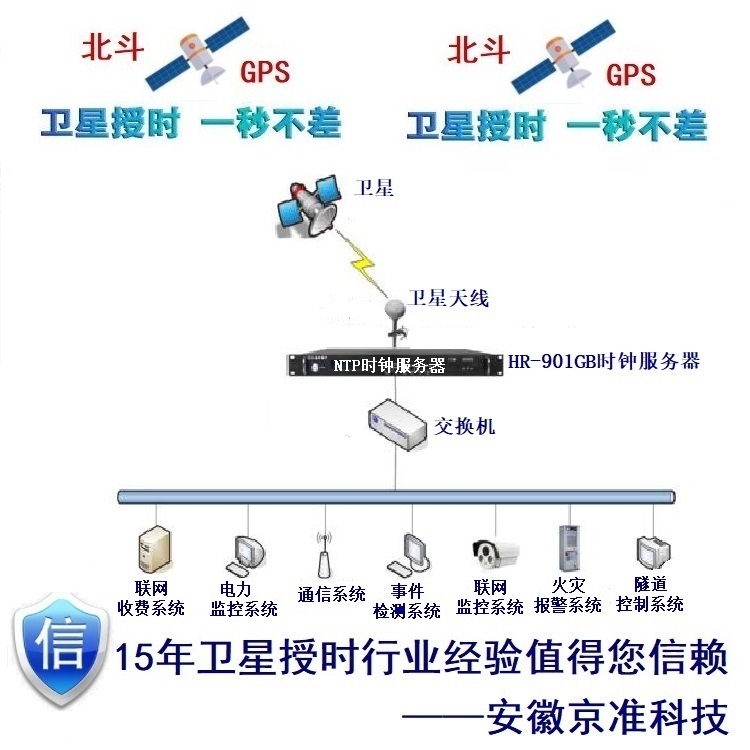 北斗
GPS
卫星授时 一秒不差
北斗
GPS
卫星授时 一秒不差
卫星
卫星天线
NTP时钟服务器
HR-901GB时钟服务器
交换机
联网
收费系统
电力
监控系统
通信系统
事件
检测系统
联网
监控系统
火灾
报警系统
隧道
控制系统
信
15年卫星授时行业经验值得您信赖
——安徽京准科技